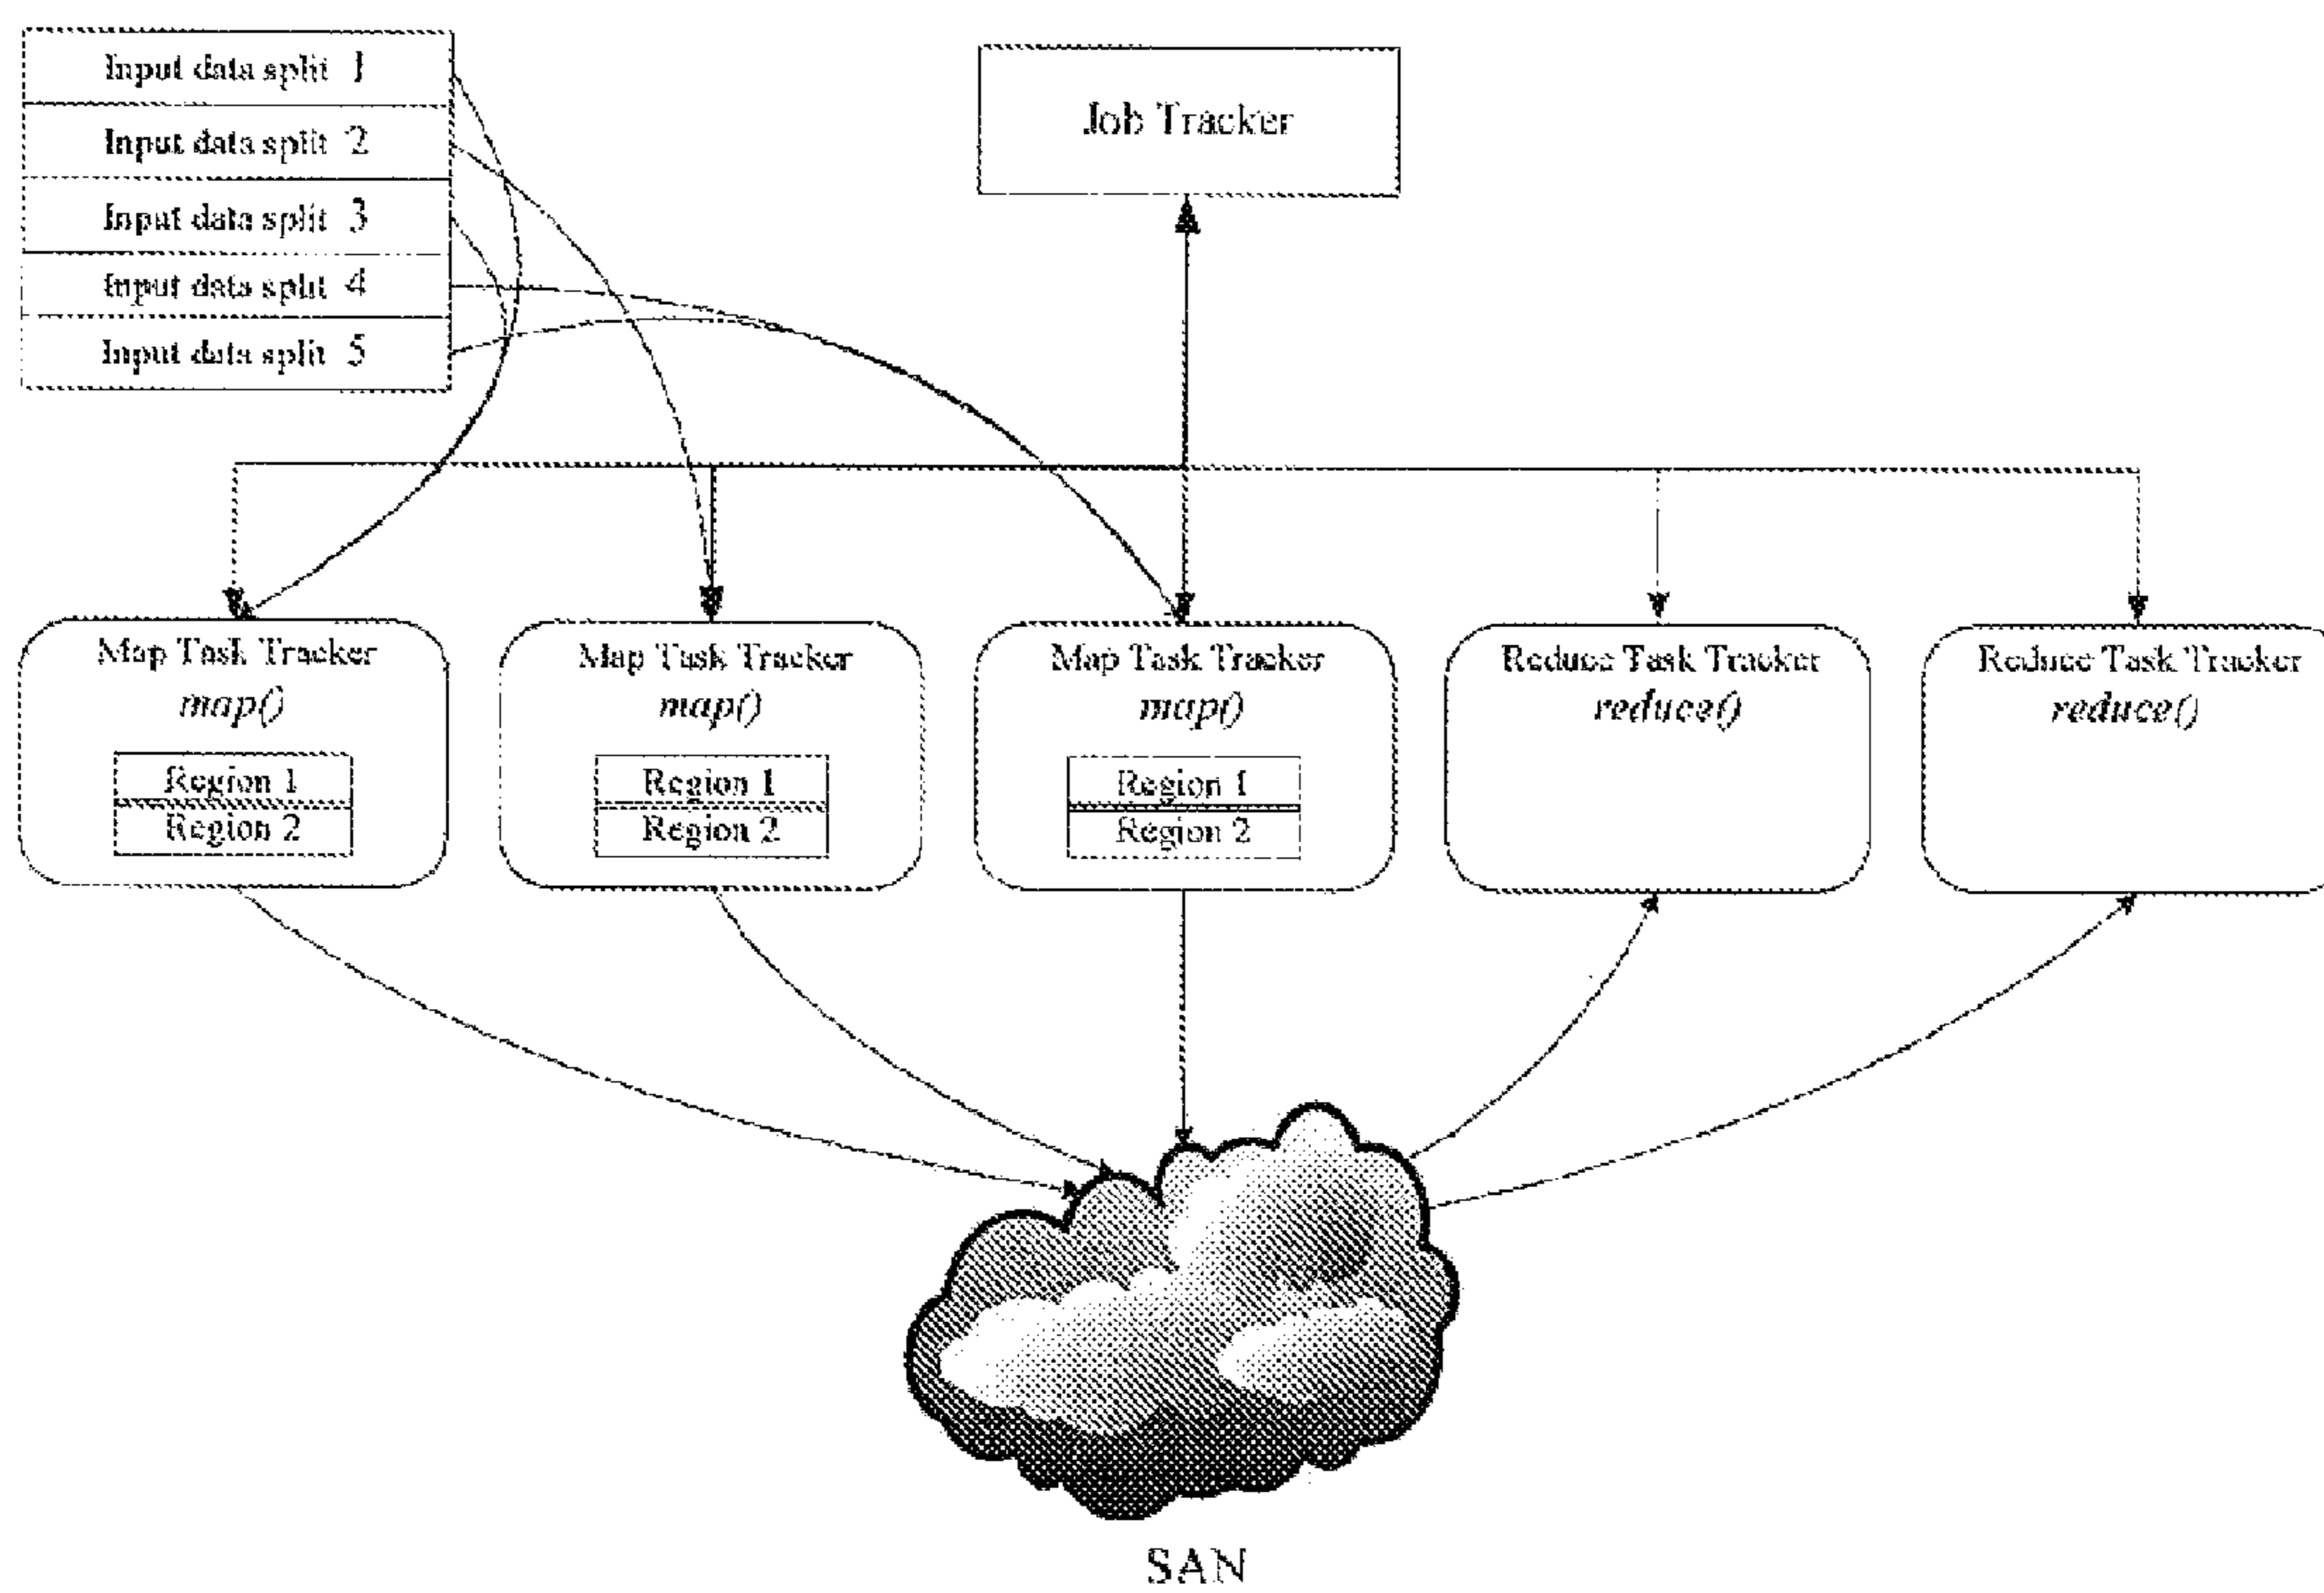 Input data split 1
Input data split 2
Input data split 3
Input data split 4
Input data split 5
Job Tracker
Map Task Tracker
map()
Region 1
Region 2
Map Task Tracker
map()
Region 1
Region 2
Map Task Tracker
map()
Region 1
Region 2
Reduce Task Tracker
reduce()
Reduce Task Tracker
reduce()
SAN